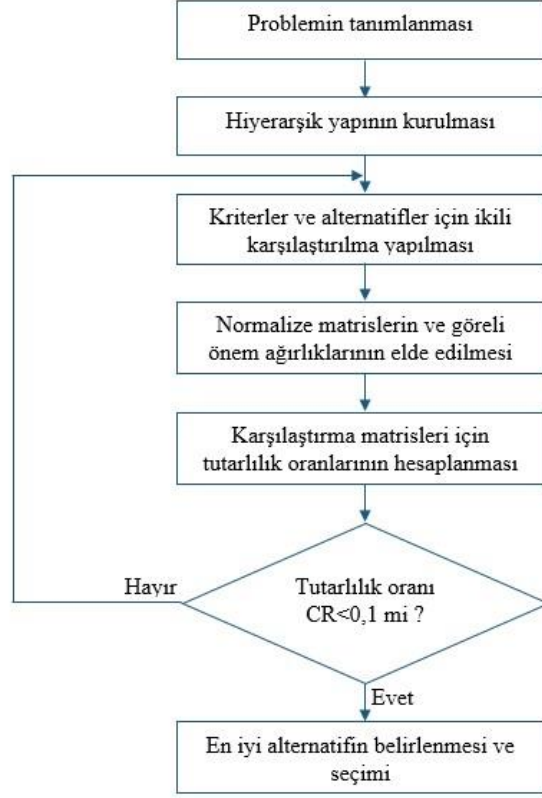 Problemin tanımlanması
Hiyerarşik yapının kurulması
Kriterler ve alternatifler için ikili
karşılaştırılma yapılması
Normalize matrislerin ve göreli
önem ağırlıklarının elde edilmesi
Karşılaştırma matrisleri için
tutarlılık oranlarının hesaplanması
Hayır
Tutarlılık oranı
CR<0,1 mi ?
Evet
En iyi alternatifin belirlenmesi ve
seçimi